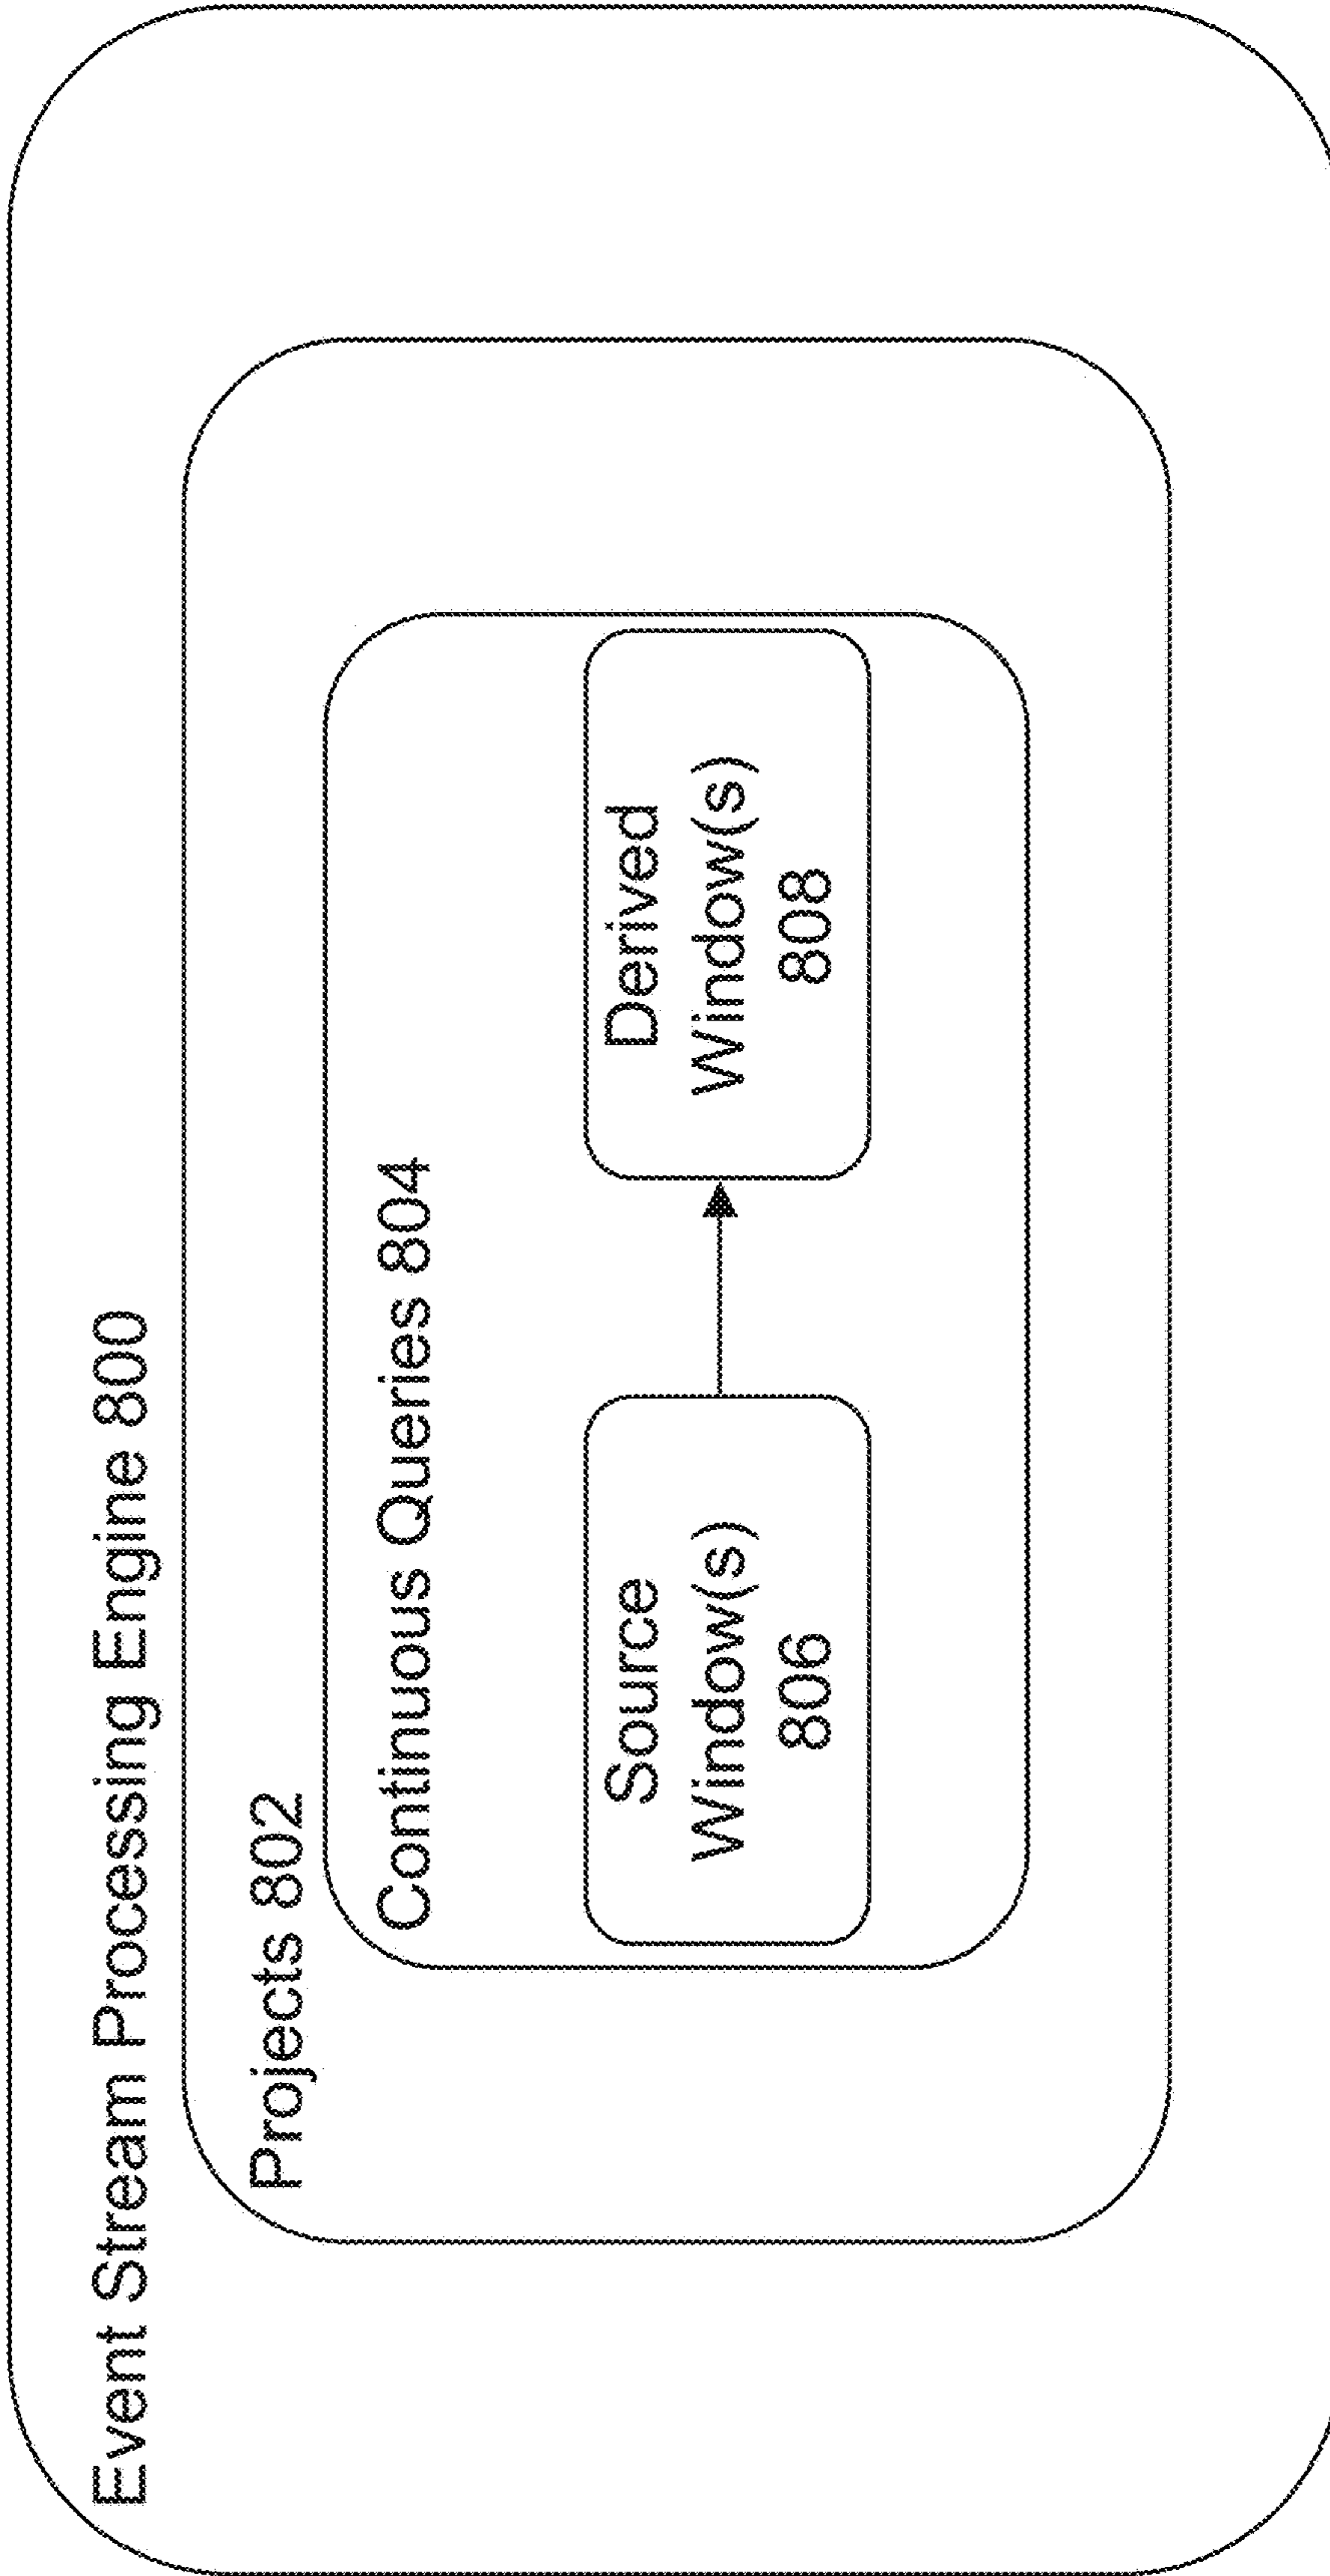 Event Stream Processing Engine 800
Projects 802
Continuous Queries 804
Source
Window(s)
806
Derived
Window(s)
808